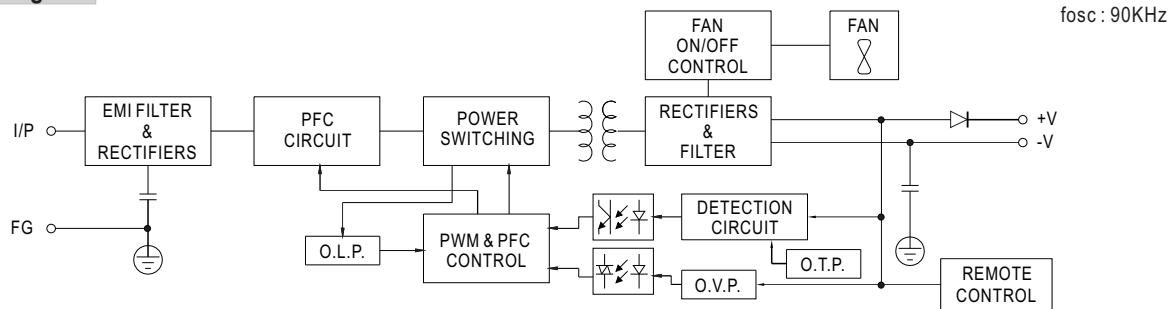 fosc : 90KHz
FAN
ON/OFF
CONTROL
FAN
EMI FILTER
&
RECTIFIERS
PFC
CIRCUIT
POWER
SWITCHING
RECTIFIERS
&
FILTER
I/P
+V
-V
DETECTION
CIRCUIT
FG
O.L.P.
PWM & PFC
CONTROL
O.T.P.
O.V.P.
REMOTE
CONTROL